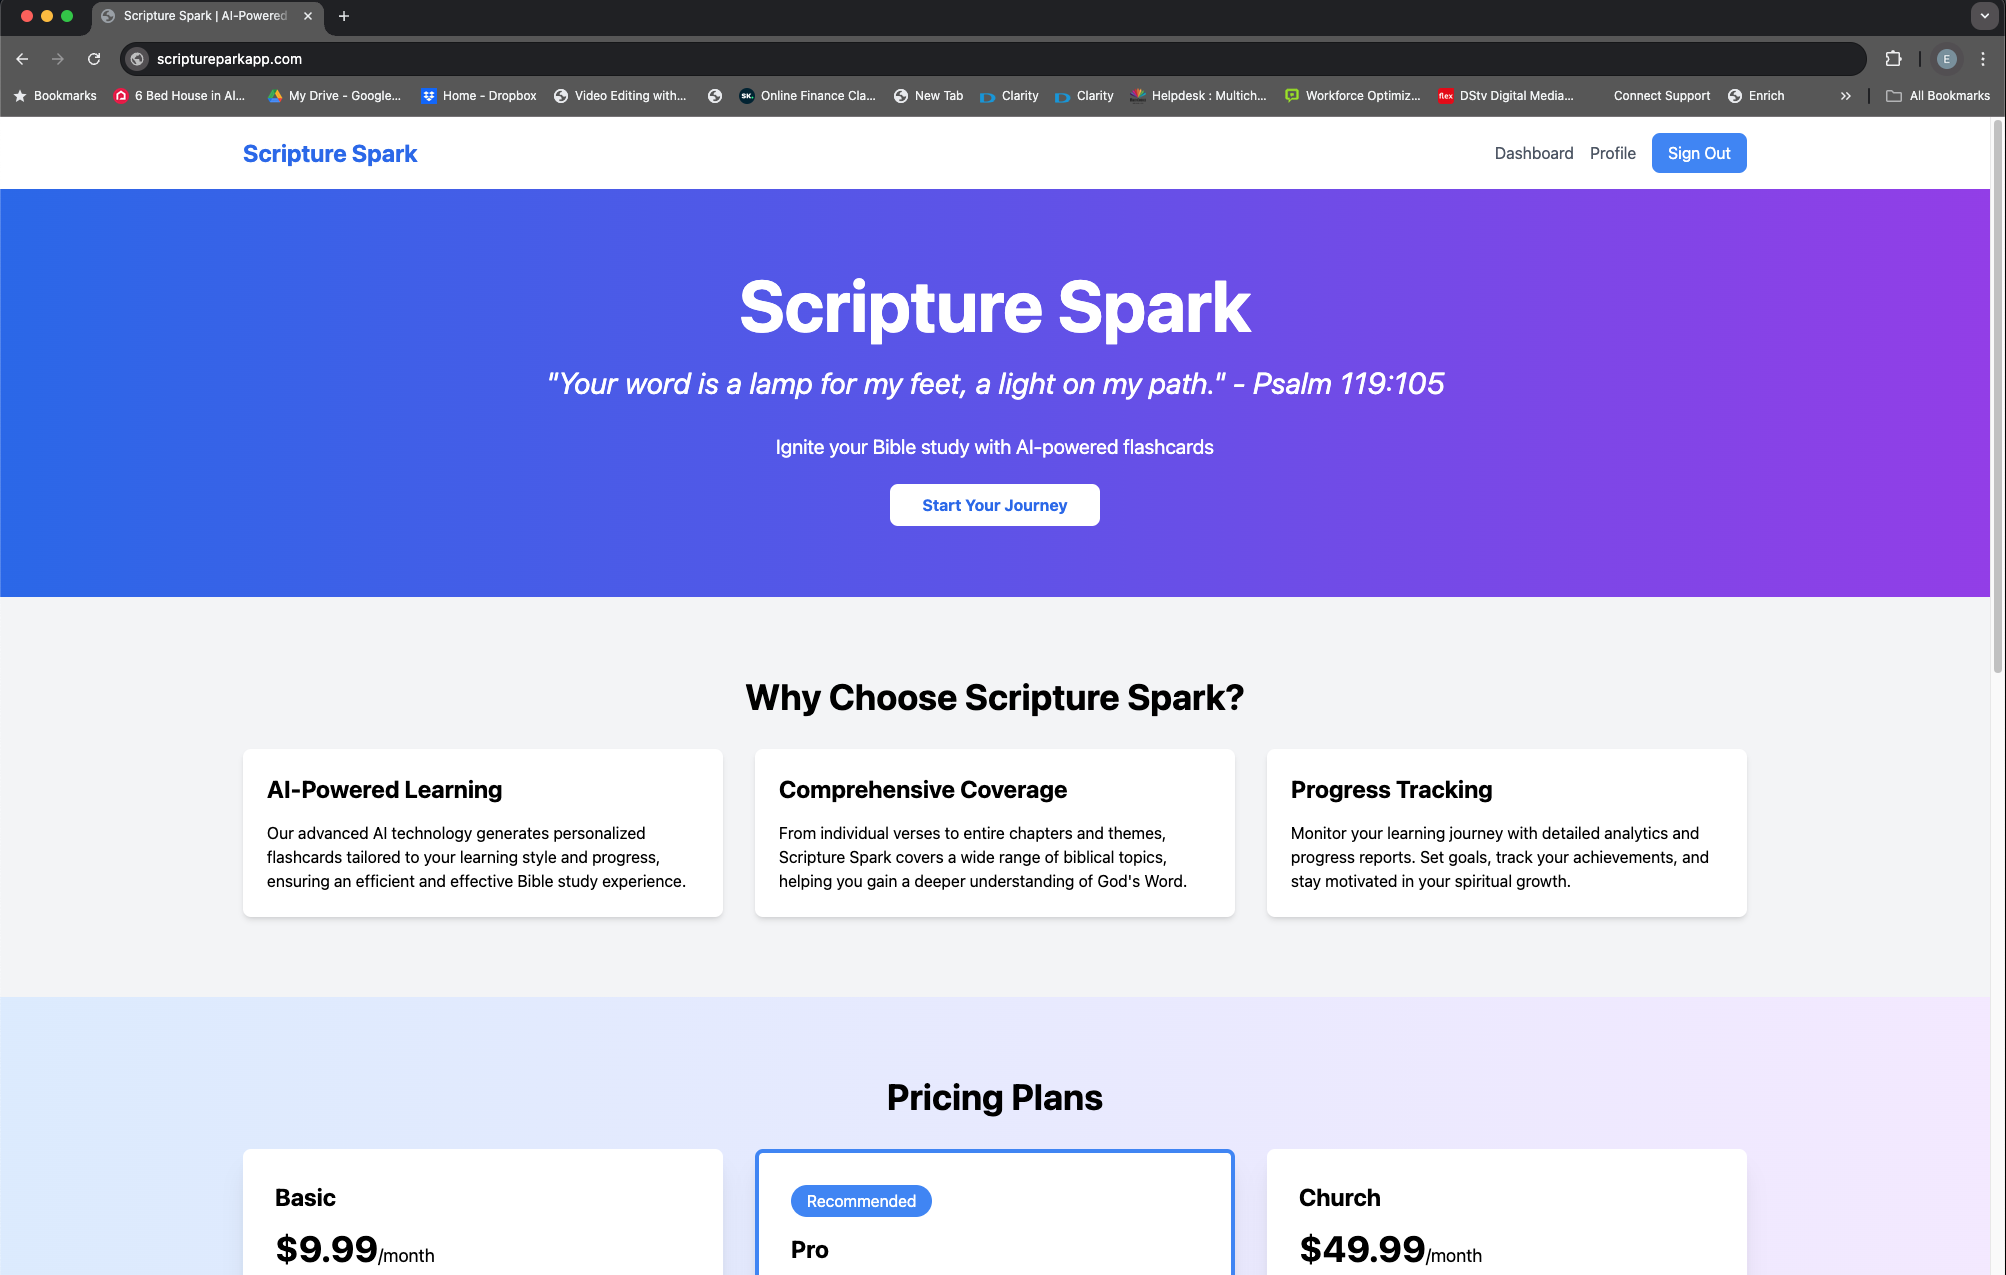 Scripture Spark | AI-Powered
scriptureparkapp.com
E
Bookmarks
6 Bed House in Al...
My Drive - Google...
Home - Dropbox
Video Editing with...
SK.
Online Finance Cla...
New Tab
Clarity
Clarity
Helpdesk : Multich...
Workforce Optimiz...
flex
DStv Digital Media...
Connect Support
Enrich
All Bookmarks
Scripture Spark
Dashboard
Profile
Sign Out
Scripture Spark
"Your word is a lamp for my feet, a light on my path." - Psalm 119:105
Ignite your Bible study with AI-powered flashcards
Start Your Journey
Why Choose Scripture Spark?
AI-Powered Learning
Our advanced AI technology generates personalized
flashcards tailored to your learning style and progress,
ensuring an efficient and effective Bible study experience.
Comprehensive Coverage
From individual verses to entire chapters and themes,
Scripture Spark covers a wide range of biblical topics,
helping you gain a deeper understanding of God's Word.
Progress Tracking
Monitor your learning journey with detailed analytics and
progress reports. Set goals, track your achievements, and
stay motivated in your spiritual growth.
Pricing Plans
Basic
$9.99/month
Recommended
Pro
Church
$49.99/month